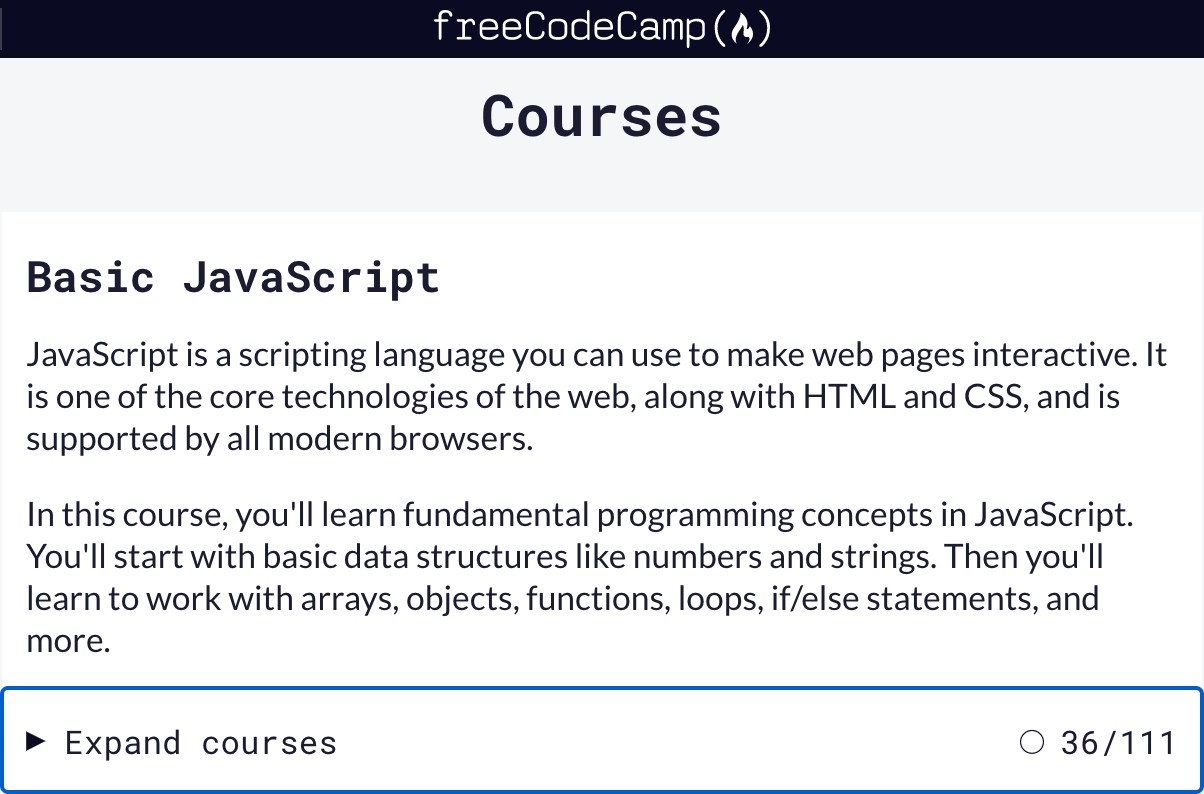 freeCodeCamp(🔥)
Courses
Basic JavaScript
JavaScript is a scripting language you can use to make web pages interactive. It
is one of the core technologies of the web, along with HTML and CSS, and is
supported by all modern browsers.
In this course, you'll learn fundamental programming concepts in JavaScript.
You'll start with basic data structures like numbers and strings. Then you'll
learn to work with arrays, objects, functions, loops, if/else statements, and
more.
Expand courses 36/111